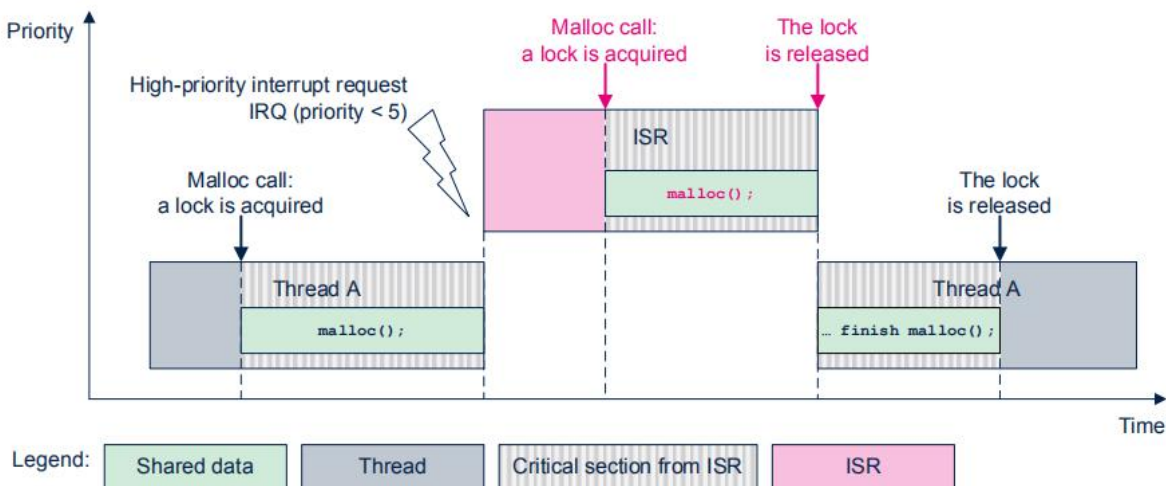 Priority
Malloc call:
a lock is acquired
The lock
is released
High-priority interrupt request
IRQ (priority < 5)
ISR
malloc();
Malloc call:
a lock is acquired
The lock
is released
Thread A
malloc();
Thread A
… finish malloc();
Time
Legend:
Shared data
Thread
Critical section from ISR
ISR